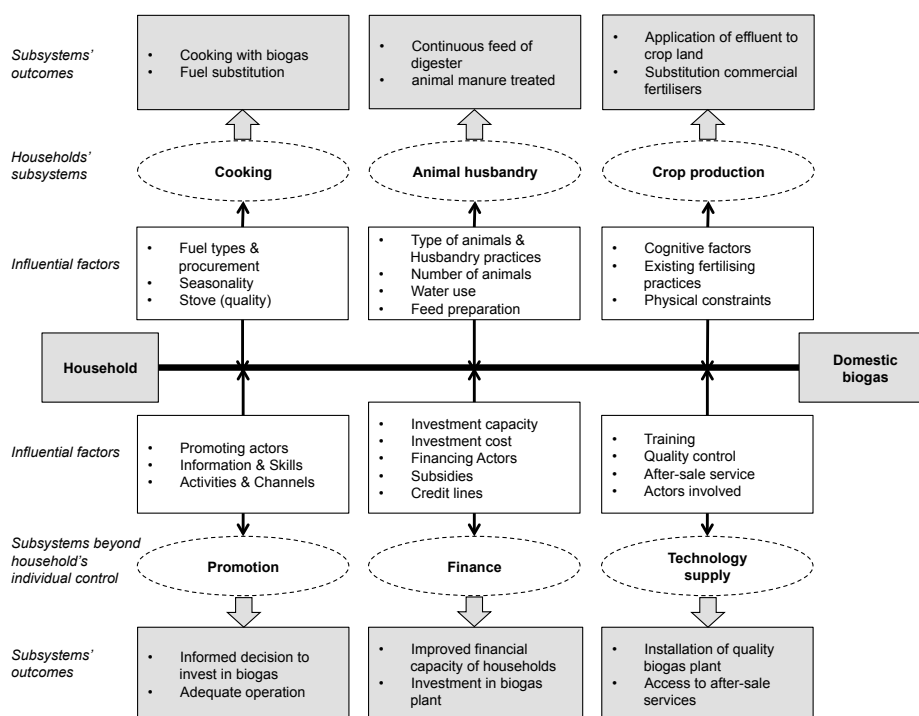 Subsystems’
outcomes
• Cooking with biogas
• Fuel substitution
• Continuous feed of
digester
• animal manure treated
• Application of effluent to
crop land
• Substitution commercial
fertilisers
Households’
subsystems
Cooking
Animal husbandry
Crop production
Influential factors
• Fuel types &
procurement
• Seasonality
• Stove (quality)
• Type of animals &
Husbandry practices
• Number of animals
• Water use
• Feed preparation
• Cognitive factors
• Existing fertilising
practices
• Physical constraints
Household
Domestic
biogas
Influential factors
• Promoting actors
• Information & Skills
• Activities & Channels
• Investment capacity
• Investment cost
• Financing Actors
• Subsidies
• Credit lines
• Training
• Quality control
• After-sale service
• Actors involved
Subsystems beyond
household’s
individual control
Promotion
Finance
Technology
supply
Subsystems’
outcomes
• Informed decision to
invest in biogas
• Adequate operation
• Improved financial
capacity of households
• Investment in biogas
plant
• Installation of quality
biogas plant
• Access to after-sale
services